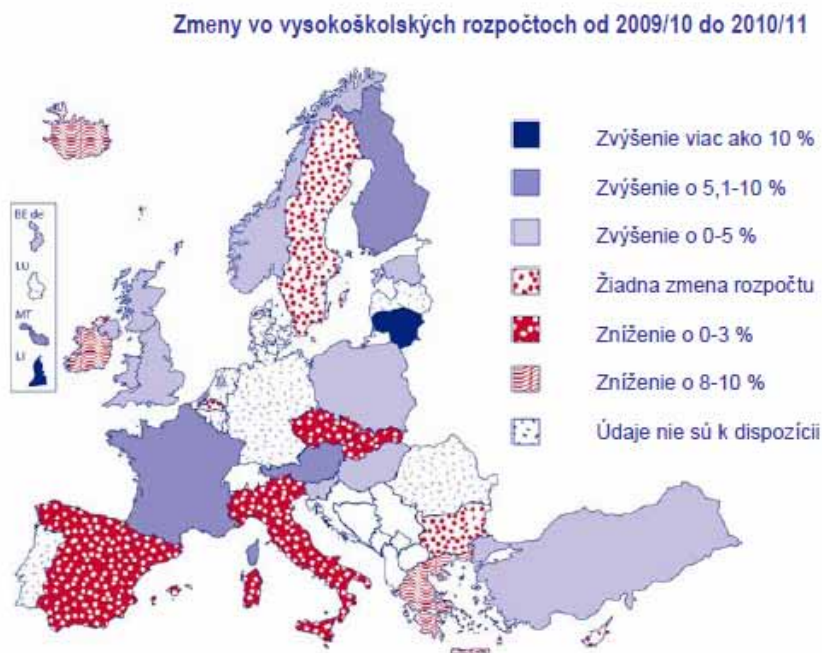 Zmeny vo vysokoškolských rozpočtoch od 2009/10 do 2010/11
Zvýšenie viac ako 10 %
Zvýšenie o 5,1-10 %
Zvýšenie o 0-5 %
Žiadna zmena rozpočtu
Zníženie o 0-3 %
Zníženie o 8-10 %
Údaje nie sú k dispozícii
BE de
LU
MT
LI